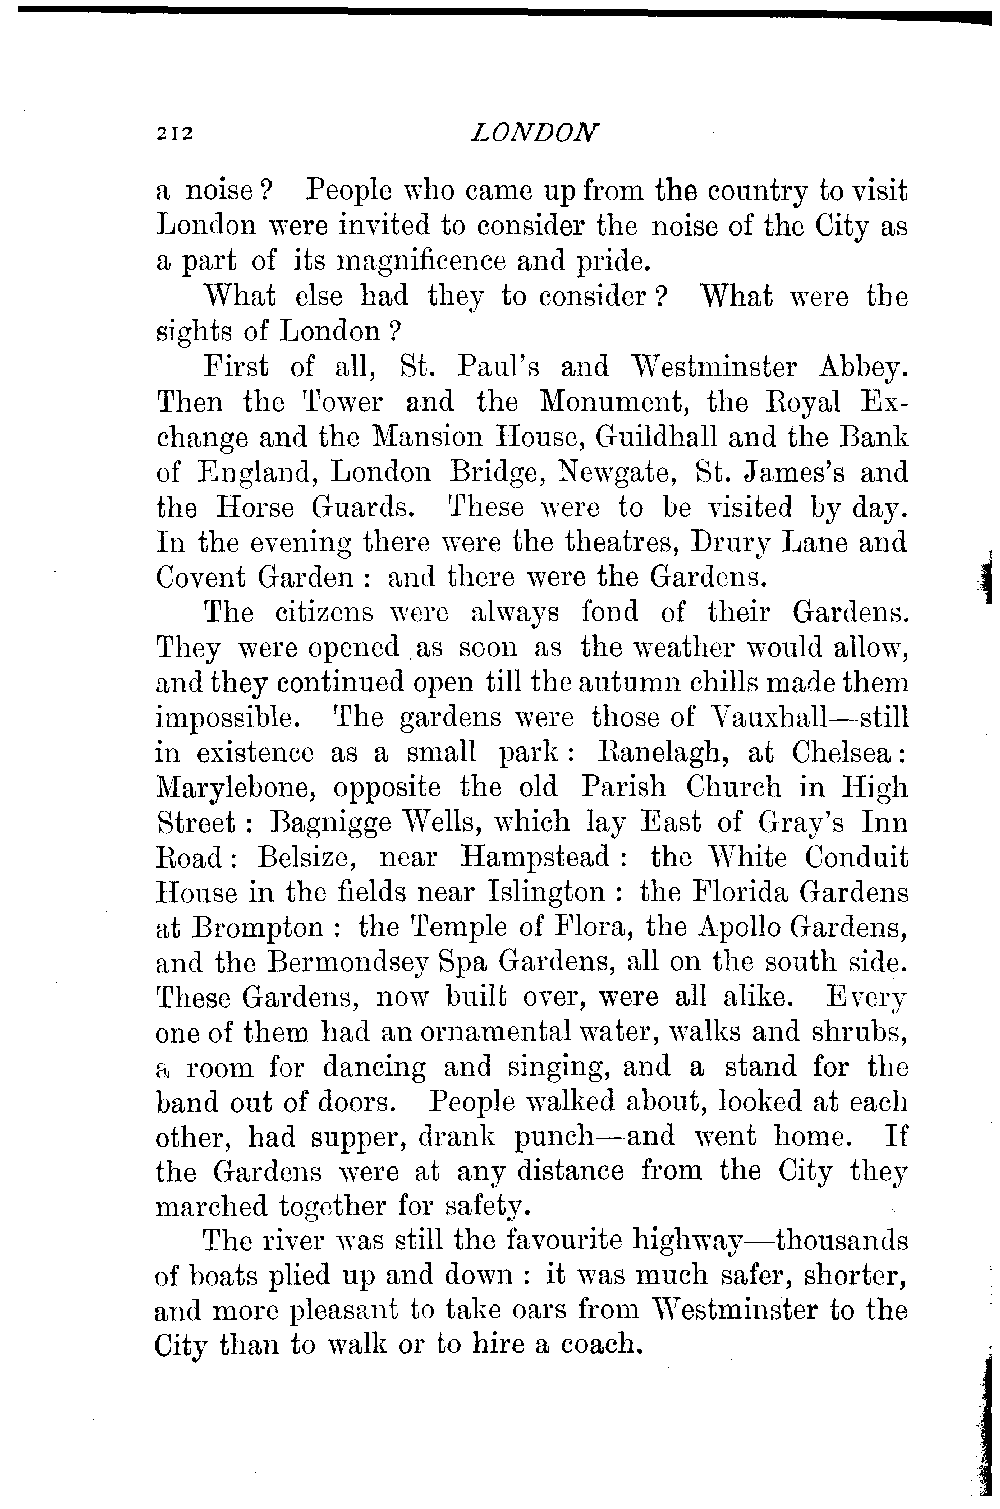 212 LONDON
a noise? People who came up from the country to visit
London were invited to consider the noise of the City as
a part of its magnificence and pride.
What else had they to consider? What were the
sights of London?
First of all, St. Paul's and Westminster Abbey.
Then the Tower and the Monument, the Royal Ex-
change and the Mansion House, Guildhall and the Bank
of England, London Bridge, Newgate, St. James's and
the Horse Guards. These were to be visited by day.
In the evening there were the theatres, Drury Lane and
Covent Garden: and there were the Gardens.
The citizens were always fond of their Gardens.
They were opened as soon as the weather would allow,
and they continued open till the autumn chills made them
impossible. The gardens were those of Vauxhall—still
in existence as a small park: Ranelagh, at Chelsea:
Marylebone, opposite the old Parish Church in High
Street: Bagnigge Wells, which lay East of Gray's Inn
Road: Belsize, near Hampstead: the White Conduit
House in the fields near Islington: the Florida Gardens
at Brompton: the Temple of Flora, the Apollo Gardens,
and the Bermondsey Spa Gardens, all on the south side.
These Gardens, now built over, were all alike. Every
one of them had an ornamental water, walks and shrubs,
a room for dancing and singing, and a stand for the
band out of doors. People walked about, looked at each
other, had supper, drank punch—and went home. If
the Gardens were at any distance from the City they
marched together for safety.
The river was still the favourite highway—thousands
of boats plied up and down: it was much safer, shorter,
and more pleasant to take oars from Westminster to the
City than to walk or to hire a coach.